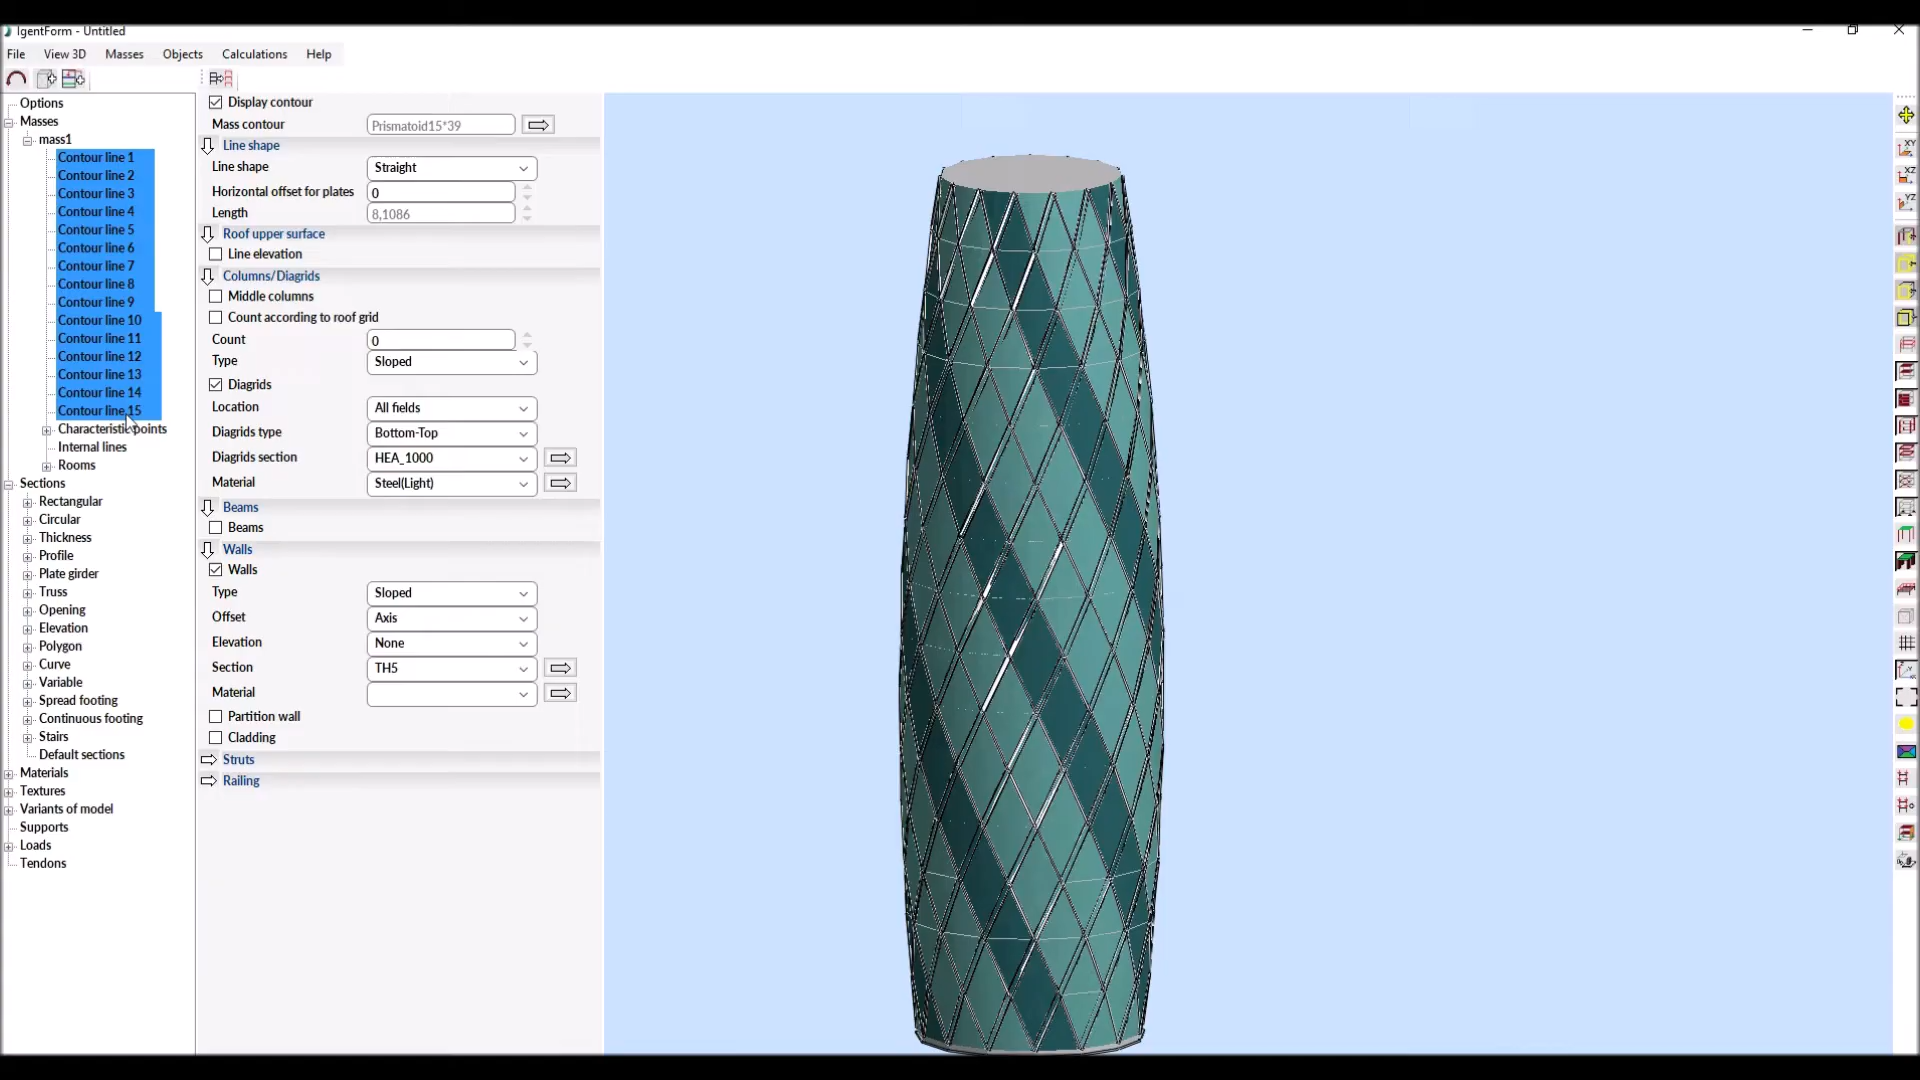 IgentForm - Untitled
File View 3D Masses Objects Calculations Help
Options
Masses
mass1
Contour line 1
Contour line 2
Contour line 3
Contour line 4
Contour line 5
Contour line 6
Contour line 7
Contour line 8
Contour line 9
Contour line 10
Contour line 11
Contour line 12
Contour line 13
Contour line 14
Contour line 15
Characteristic points
Internal lines
Rooms
Sections
Rectangular
Circular
Thickness
Profile
Plate girder
Truss
Opening
Elevation
Polygon
Curve
Variable
Spread footing
Continuous footing
Stairs
Default sections
Materials
Textures
Variants of model
Supports
Loads
Tendons
Display contour
Mass contour Prismatoid15*39
Line shape
Line shape Straight
Horizontal offset for plates 0
Length 8,1086
Roof upper surface
Line elevation
Columns/Diagrids
Middle columns
Count according to roof grid
Count 0
Type Sloped
Diagrids
Location All fields
Diagrids type Bottom-Top
Diagrids section HEA_1000
Material Steel(Light)
Beams
Beams
Walls
Walls
Type Sloped
Offset Axis
Elevation None
Section TH5
Material
Partition wall
Cladding
Struts
Railing
XY
XZ
YZ